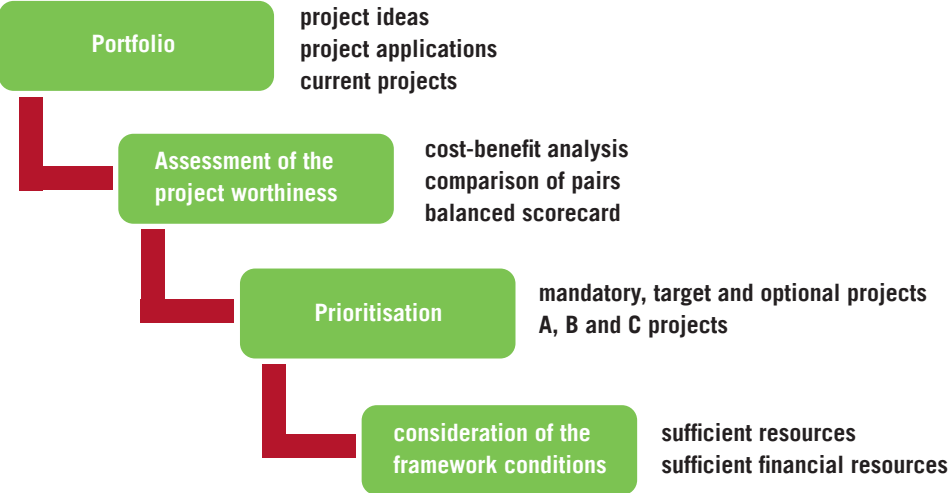 Portfolio
project ideas
project applications
current projects
Assessment of the
project worthiness
cost-benefit analysis
comparison of pairs
balanced scorecard
Prioritisation
mandatory, target and optional projects
A, B and C projects
consideration of the
framework conditions
sufficient resources
sufficient financial resources